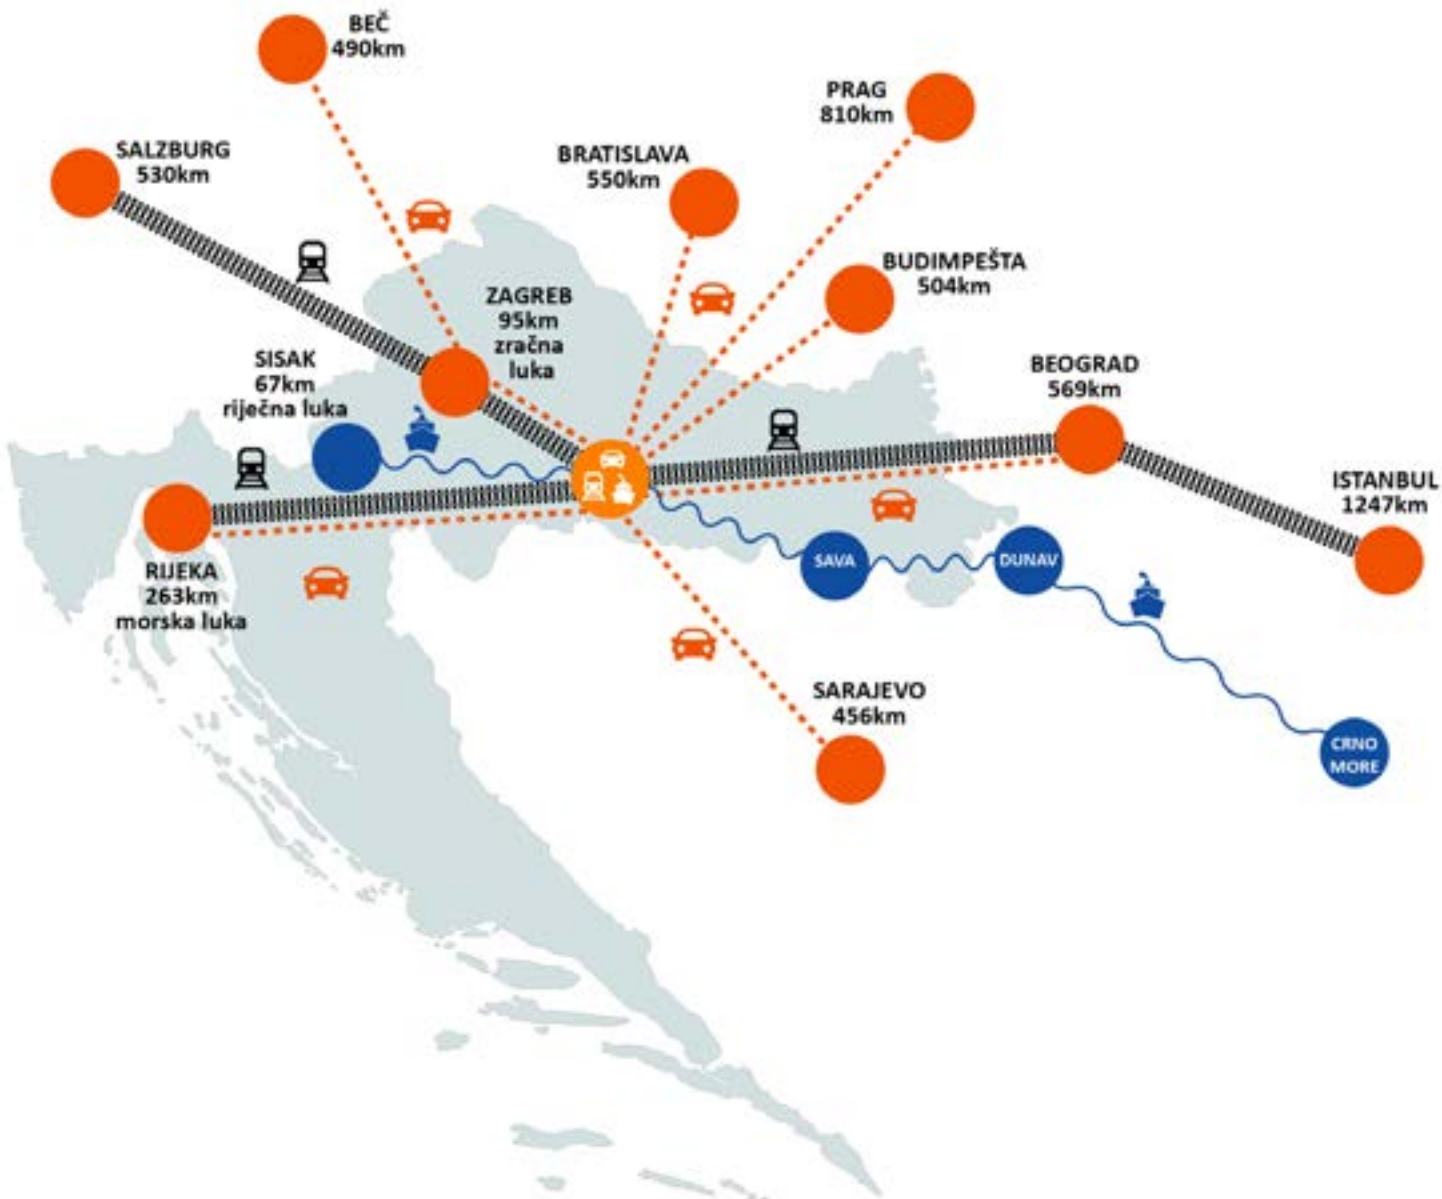 BEČ
490km
PRAG
810km
SALZBURG
530km
BRATISLAVA
550km
BUDIMPEŠTA
504km
ZAGREB
95km
zračna
luka
SISAK
67km
riječna luka
BEOGRAD
569km
ISTANBUL
1247km
RIJEKA
263km
morska luka
SAVA
DUNAV
SARAJEVO
456km
CRNO
MORE